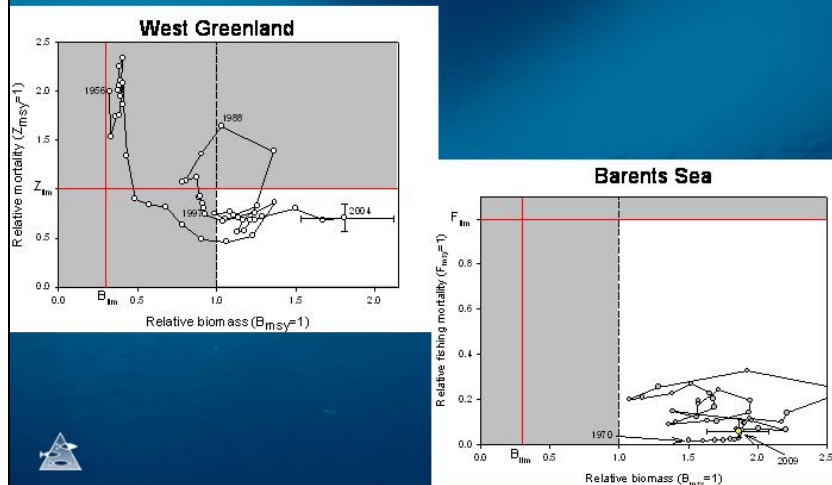 West Greenland
Relative mortality (Zmsy=1)
2.5
2.0
1.5
1.0
0.5
0.0
Zlim
1956
1988
1997
2004
0.0
Blim
0.5
1.0
1.5
2.0
Relative biomass (Bmsy=1)
Barents Sea
Relative fishing mortality (Fmsy=1)
Flim
0.8
0.6
0.4
0.2
0.0
1970
2009
0.0
Blim
0.5
1.0
1.5
2.0
2.5
Relative biomass (Bmsy=1)